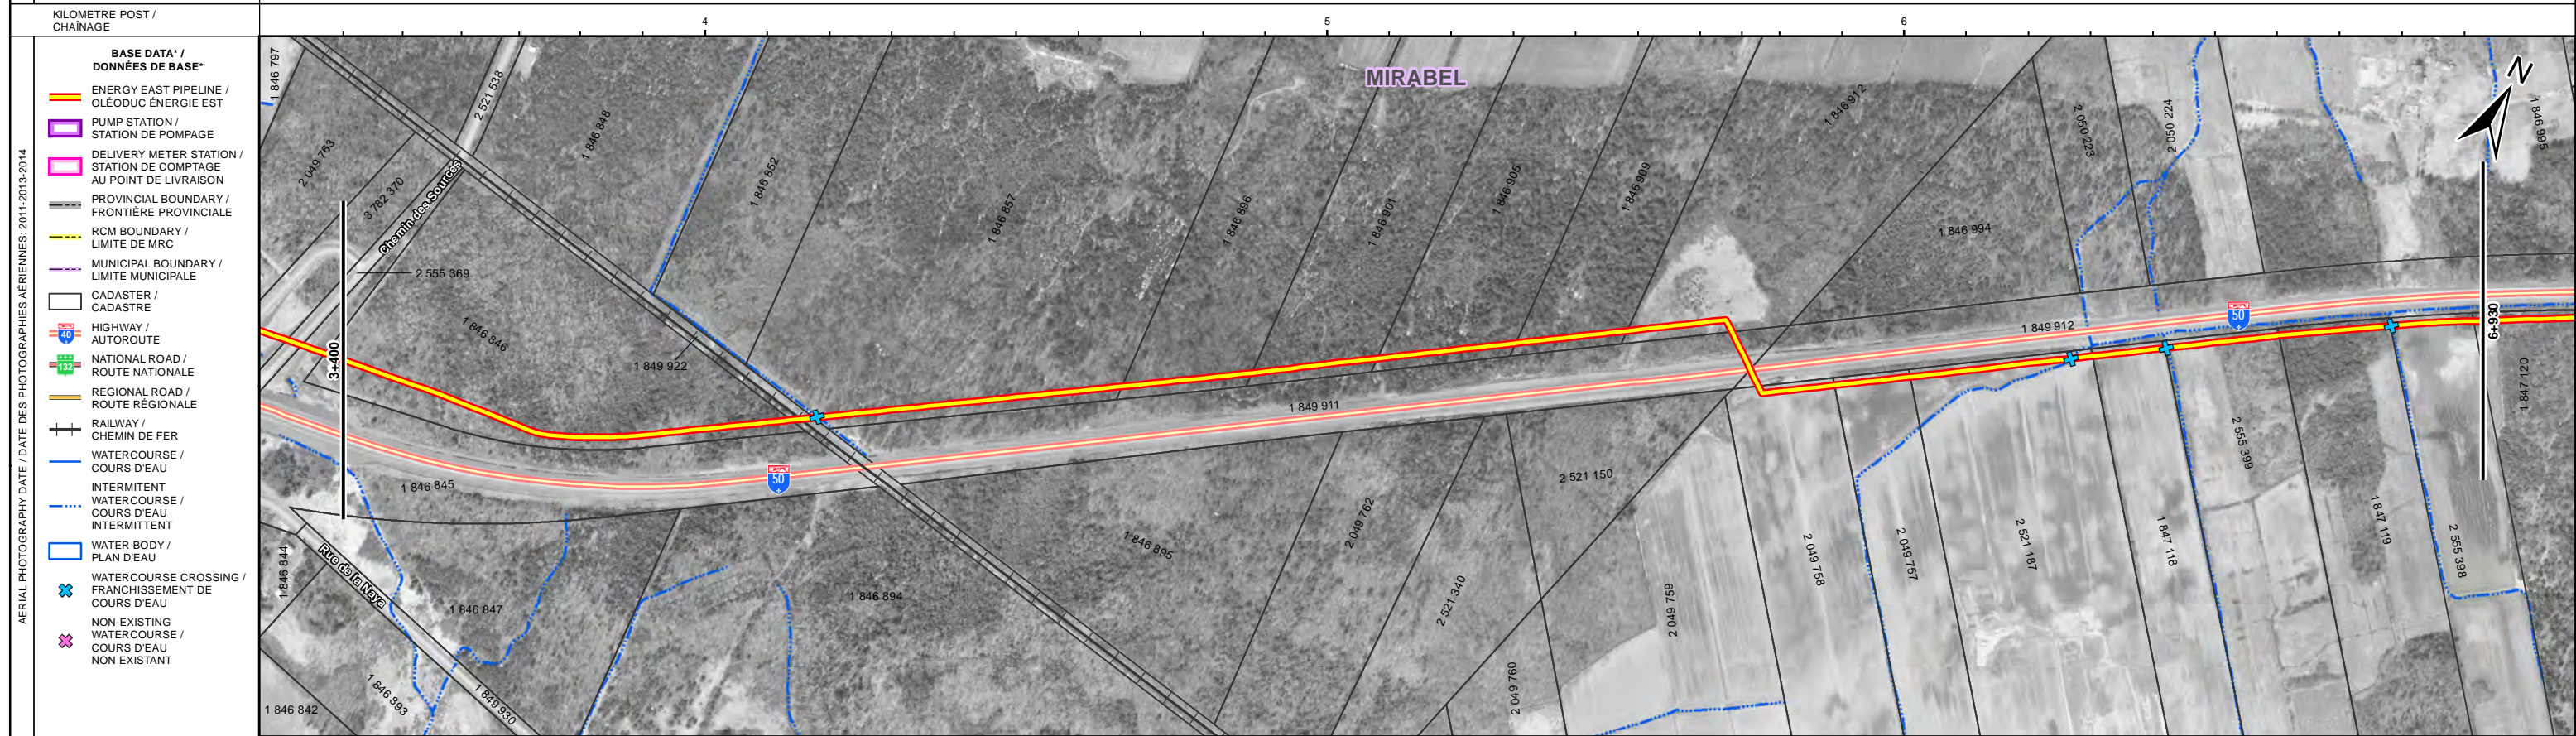 KILOMETRE POST /
CHAÎNAGE
4
5
6
AERIAL PHOTOGRAPHY DATE / DATE DES PHOTOGRAPHIES AÉRIENNES: 2011-2013-2014
BASE DATA* /
DONNÉES DE BASE*
ENERGY EAST PIPELINE /
OLÉODUC ÉNERGIE EST
PUMP STATION /
STATION DE POMPAGE
DELIVERY METER STATION /
STATION DE COMPTAGE
AU POINT DE LIVRAISON
PROVINCIAL BOUNDARY /
FRONTIÈRE PROVINCIALE
RCM BOUNDARY /
LIMITE DE MRC
MUNICIPAL BOUNDARY /
LIMITE MUNICIPALE
CADASTER /
CADASTRE
40
HIGHWAY /
AUTOROUTE
132
NATIONAL ROAD /
ROUTE NATIONALE
REGIONAL ROAD /
ROUTE RÉGIONALE
RAILWAY /
CHEMIN DE FER
WATERCOURSE /
COURS D'EAU
INTERMITENT
WATERCOURSE /
COURS D'EAU
INTERMITTENT
WATER BODY /
PLAN D'EAU
WATERCOURSE CROSSING /
FRANCHISSEMENT DE
COURS D'EAU
NON-EXISTING
WATERCOURSE /
COURS D'EAU
NON EXISTANT
MIRABEL
N
1 846 797
2 521 538
2 049 763
3 782 370
Chemin des Sources
2 555 369
3+400
1 846 848
1 846 852
1 846 857
1 846 896
1 846 901
1 846 905
1 846 909
1 846 912
2 050 223
2 050 224
1 846 995
1 846 994
1 846 846
1 849 922
1 849 911
1 849 912
50
50
6+930
1 847 120
1 846 845
1 846 844
Rue de la Naya
1 846 847
1 846 894
1 846 895
2 049 762
2 521 340
2 521 150
2 049 759
2 049 760
2 049 758
2 049 757
2 521 187
1 847 118
2 555 399
1 847 119
2 555 398
1 846 842
1 846 893
1 849 930